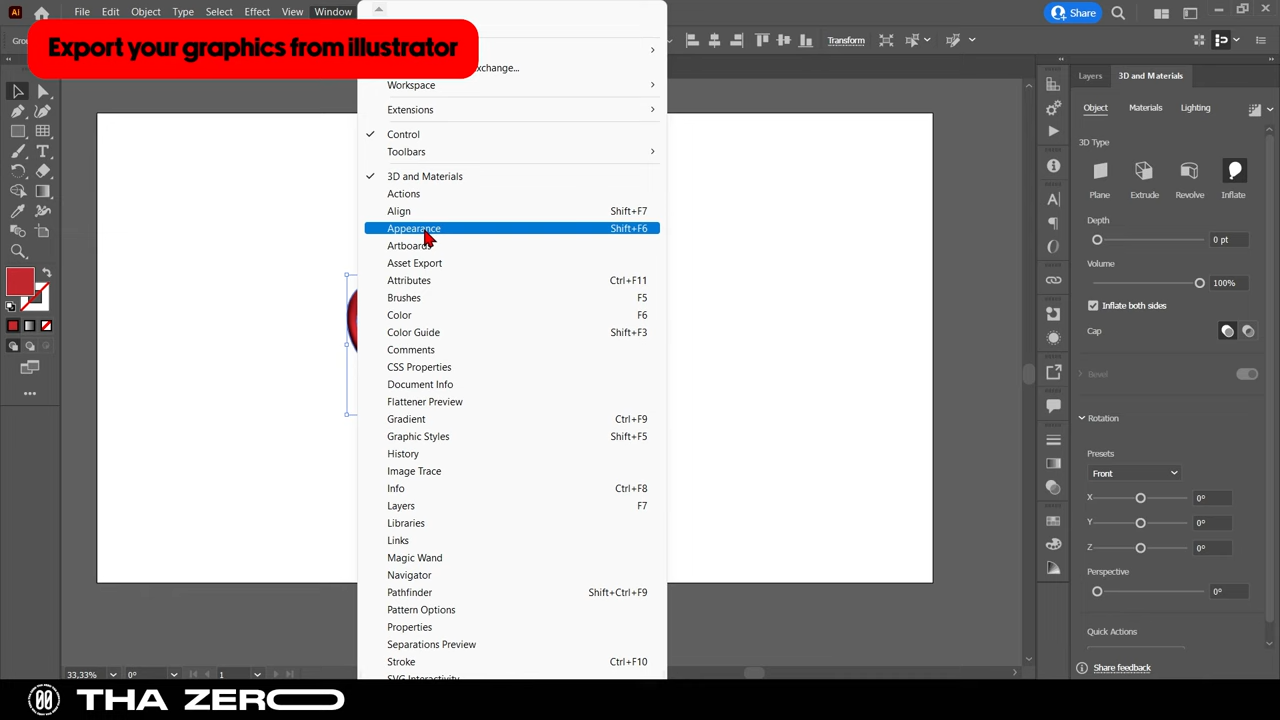 Ai File Edit Object Type Select Effect View Window Share
Export your graphics from illustrator
Transform
xchange...
Workspace
Extensions
Control
Toolbars
3D and Materials
Actions
Align Shift+F7
Appearance Shift+F6
Artboards
Asset Export
Attributes Ctrl+F11
Brushes F5
Color F6
Color Guide Shift+F3
Comments
CSS Properties
Document Info
Flattener Preview
Gradient Ctrl+F9
Graphic Styles Shift+F5
History
Image Trace
Info Ctrl+F8
Layers F7
Libraries
Links
Magic Wand
Navigator
Pathfinder Shift+Ctrl+F9
Pattern Options
Properties
Separations Preview
Stroke Ctrl+F10
SVG Interactivity
Layers 3D and Materials
Object Materials Lighting
3D Type
Plane Extrude Revolve Inflate
Depth
0 pt
Volume
100%
Inflate both sides
Cap
Bevel
Rotation
Presets
Front
X 0°
Y 0°
Z 0°
Perspective
0°
Quick Actions
Share feedback
33,33% 0° 1
THA ZERO